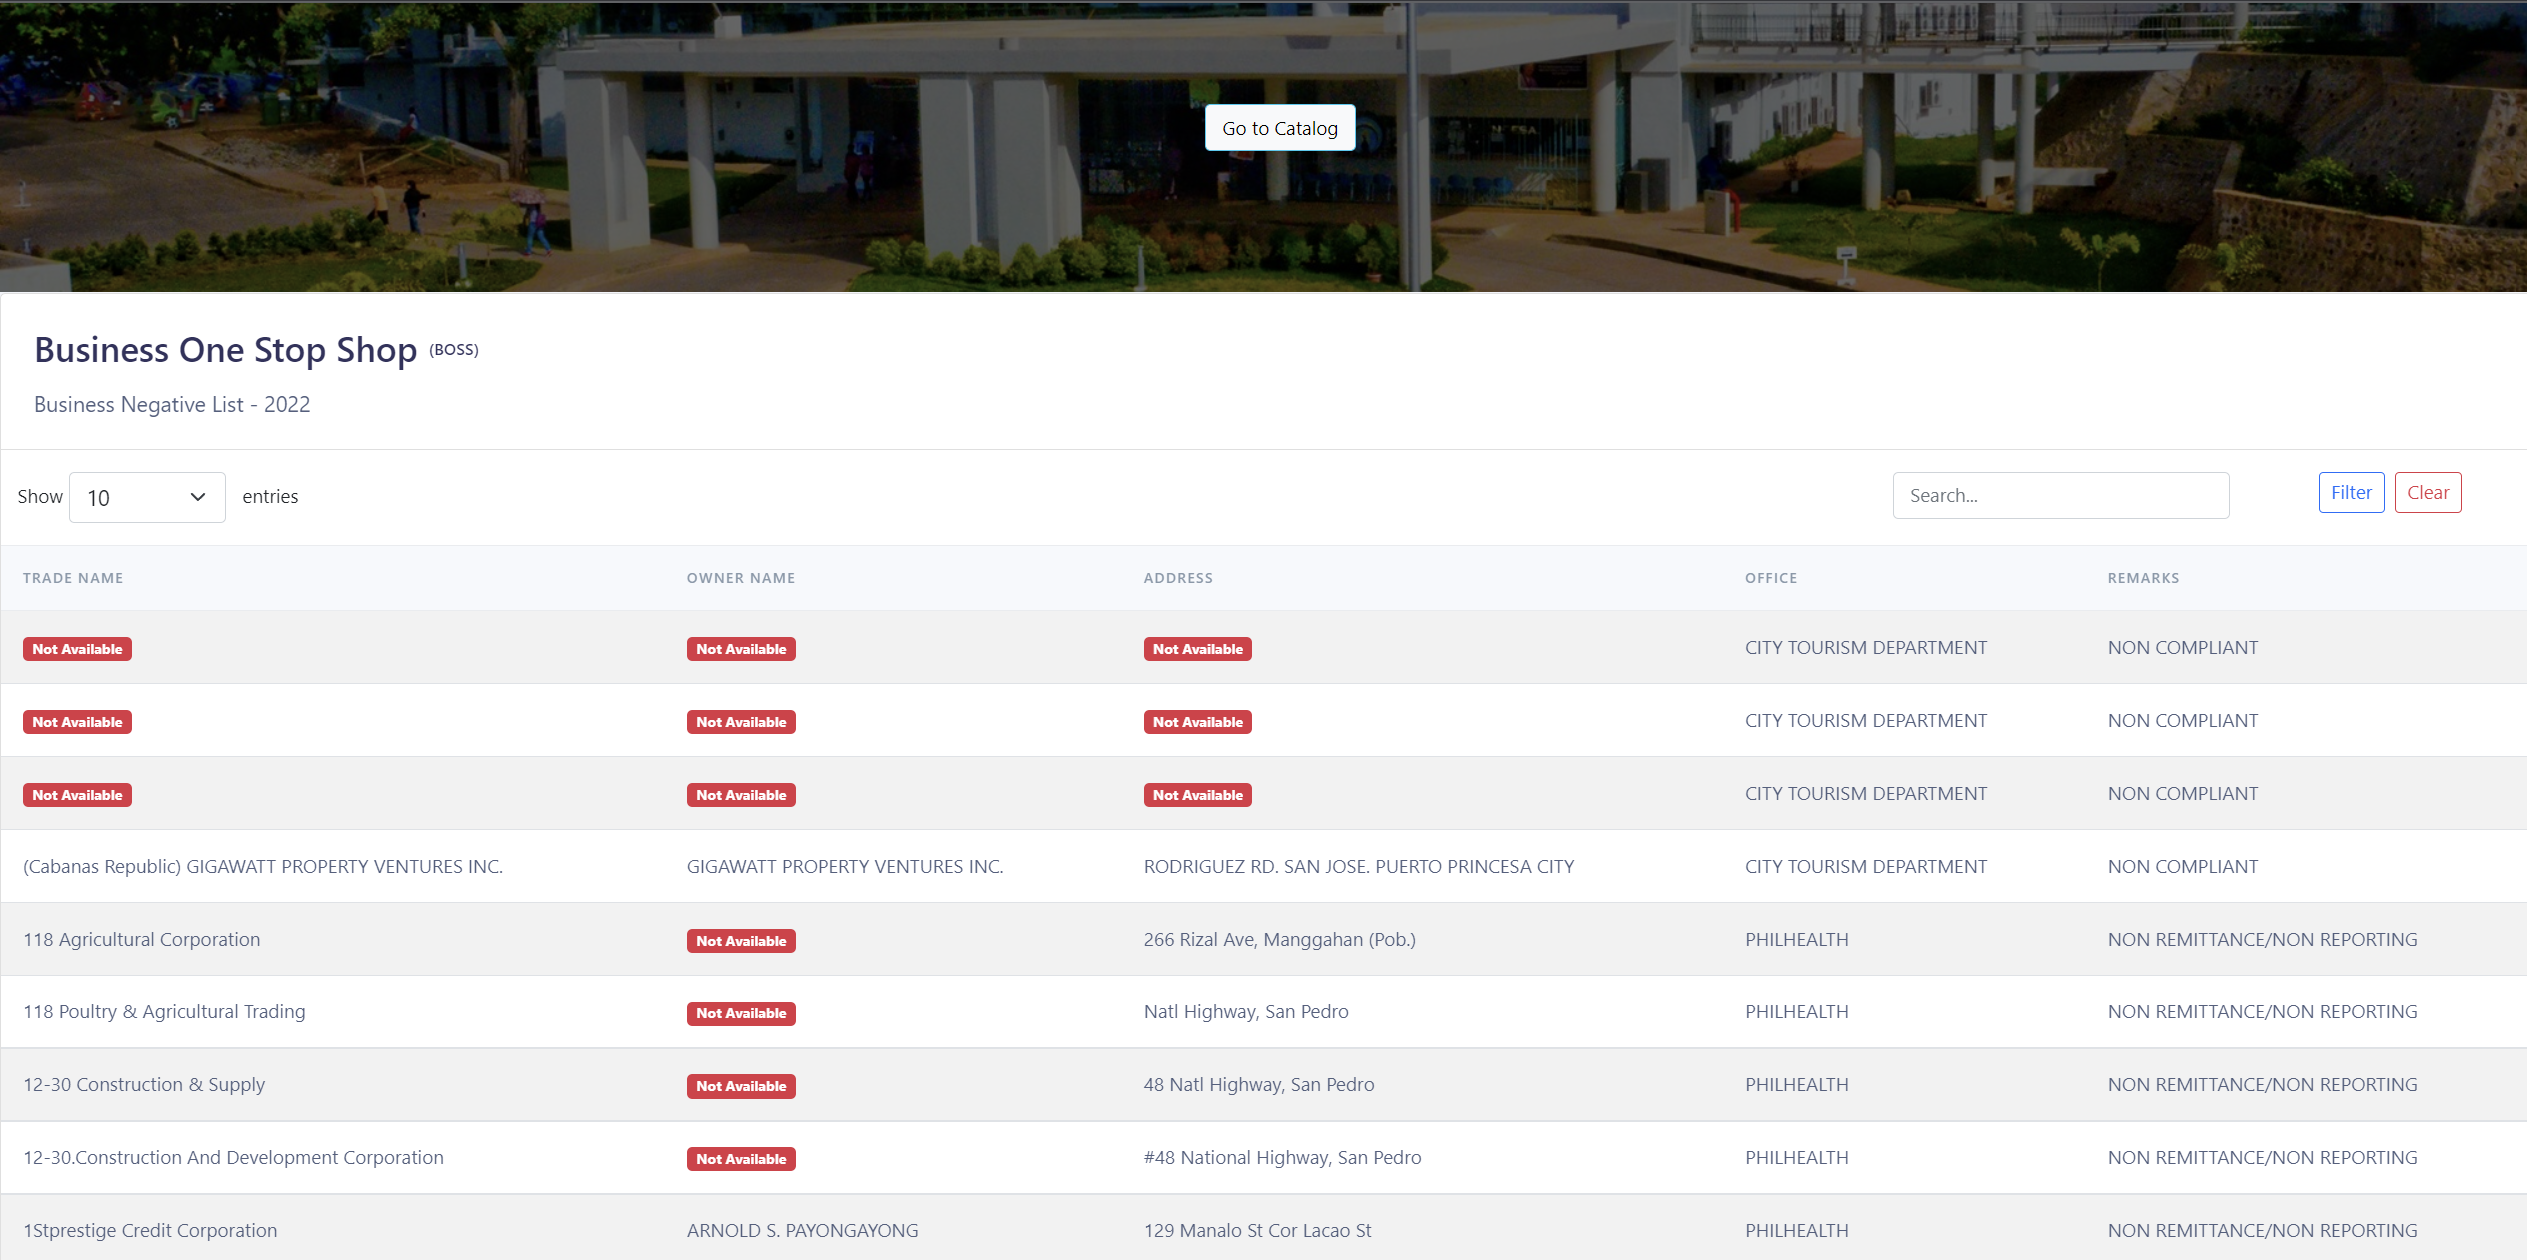 Go to Catalog
Business One Stop Shop (BOSS)
Business Negative List - 2022
Show 10 entries Search... Filter Clear
TRADE NAME OWNER NAME ADDRESS OFFICE REMARKS
Not Available Not Available Not Available CITY TOURISM DEPARTMENT NON COMPLIANT
Not Available Not Available Not Available CITY TOURISM DEPARTMENT NON COMPLIANT
Not Available Not Available Not Available CITY TOURISM DEPARTMENT NON COMPLIANT
(Cabanas Republic) GIGAWATT PROPERTY VENTURES INC. GIGAWATT PROPERTY VENTURES INC. RODRIGUEZ RD. SAN JOSE. PUERTO PRINCESA CITY CITY TOURISM DEPARTMENT NON COMPLIANT
118 Agricultural Corporation Not Available 266 Rizal Ave, Manggahan (Pob.) PHILHEALTH NON REMITTANCE/NON REPORTING
118 Poultry & Agricultural Trading Not Available Natl Highway, San Pedro PHILHEALTH NON REMITTANCE/NON REPORTING
12-30 Construction & Supply Not Available 48 Natl Highway, San Pedro PHILHEALTH NON REMITTANCE/NON REPORTING
12-30.Construction And Development Corporation Not Available #48 National Highway, San Pedro PHILHEALTH NON REMITTANCE/NON REPORTING
1Stprestige Credit Corporation ARNOLD S. PAYONGAYONG 129 Manalo St Cor Lacao St PHILHEALTH NON REMITTANCE/NON REPORTING